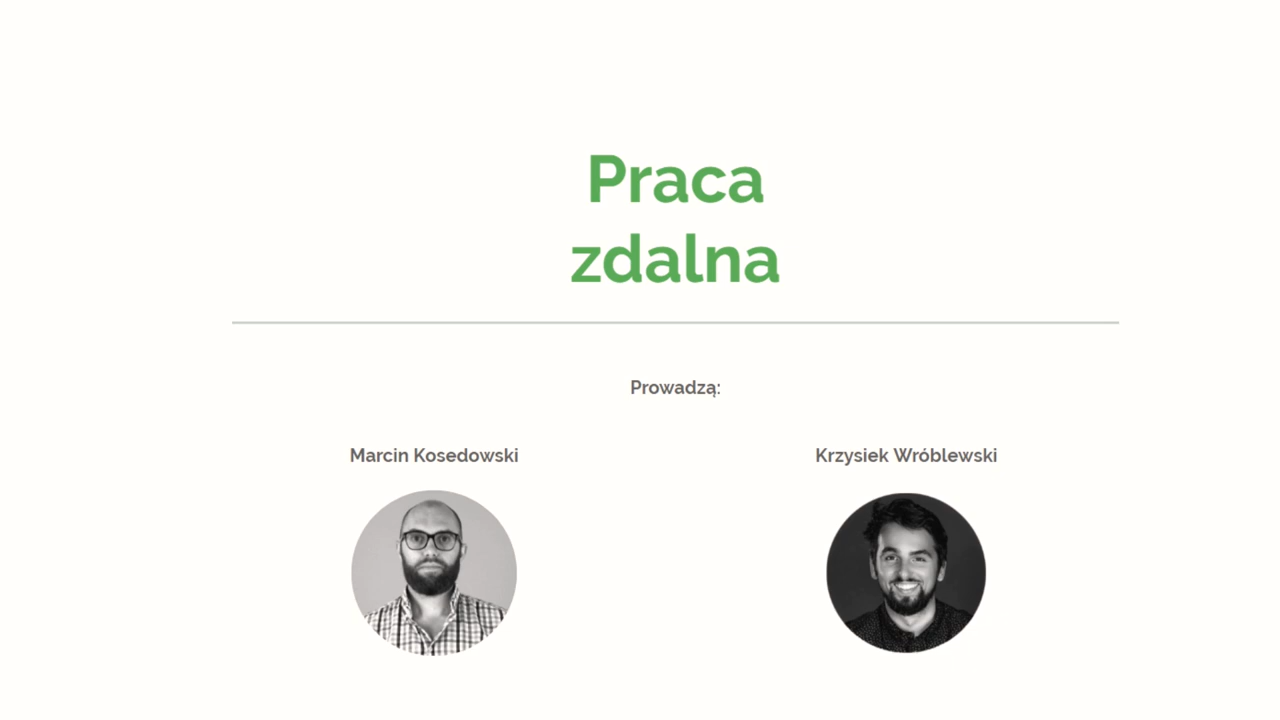 Praca
zdalna
Prowadzą:
Marcin Kosedowski
Krzysiek Wróblewski